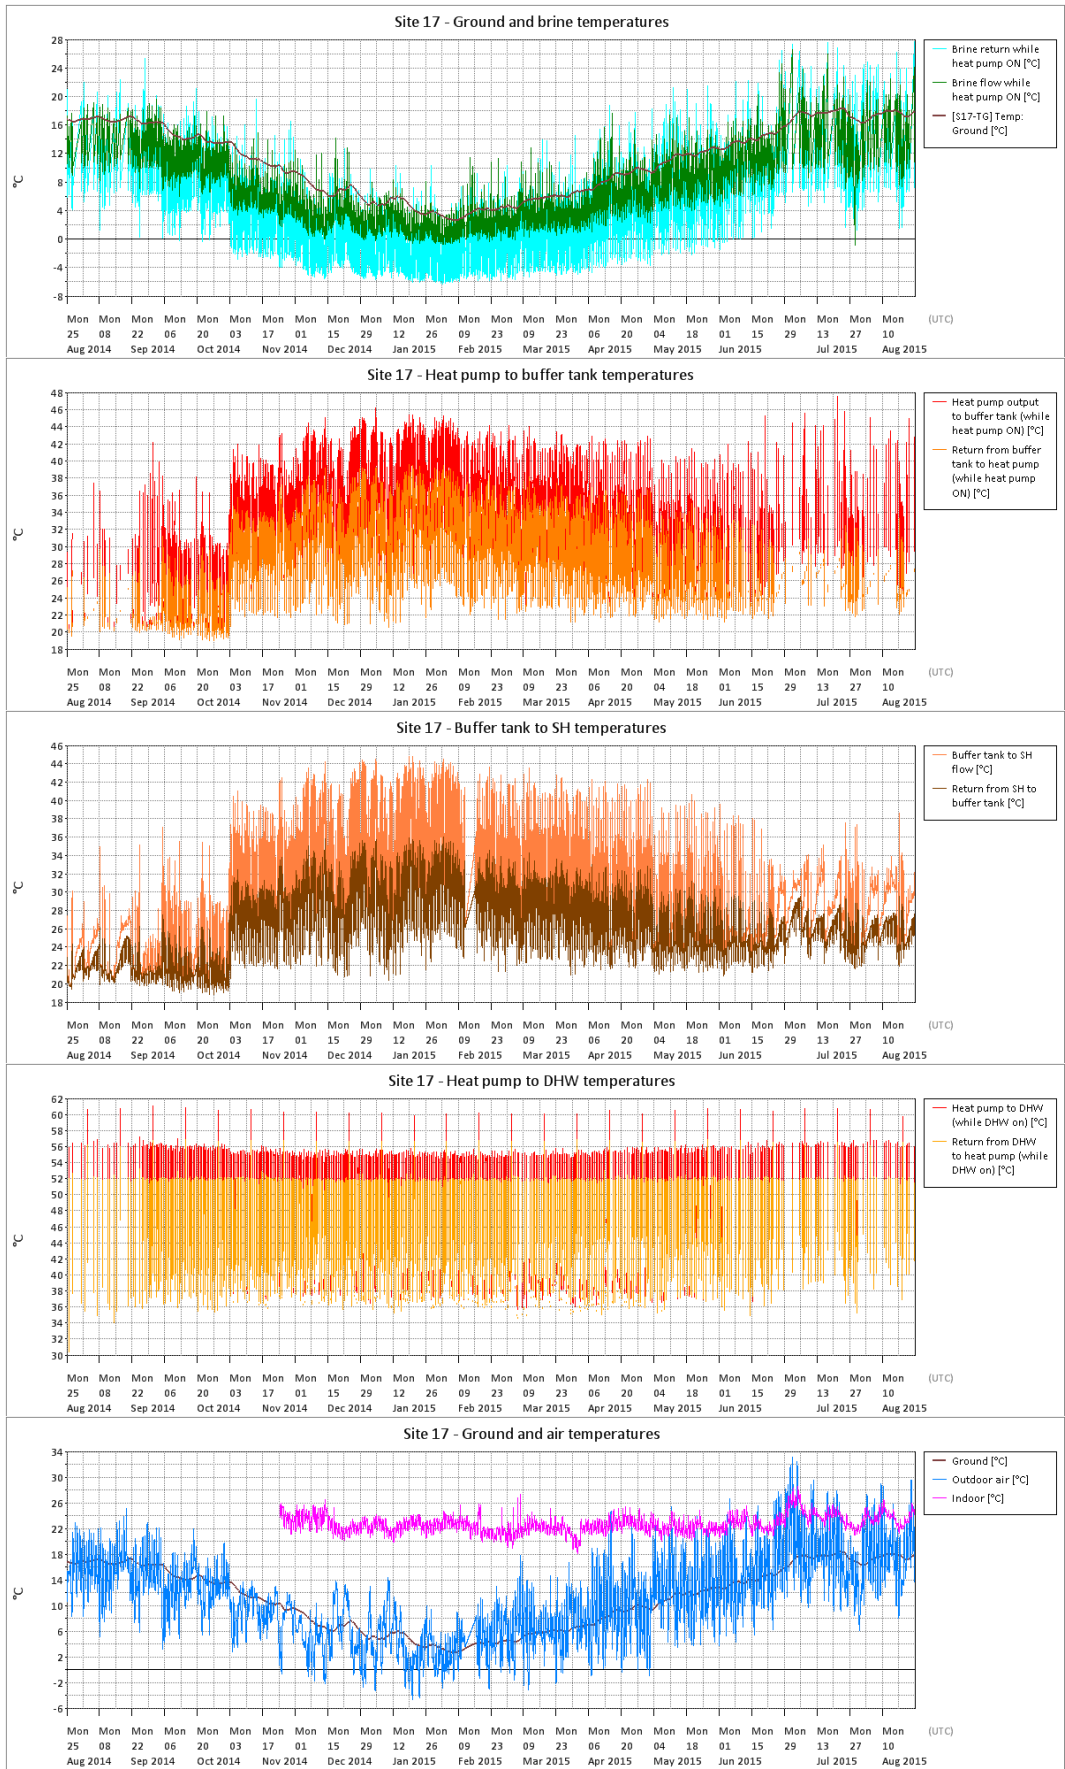 Site 17 - Ground and brine temperatures
28
24
20
16
12
8
4
0
-4
-8
°C
Mon Mon Mon Mon Mon Mon Mon Mon Mon Mon Mon Mon Mon Mon Mon Mon Mon Mon Mon Mon Mon Mon Mon Mon Mon Mon
25 08 22 06 20 03 17 01 15 29 12 26 09 23 09 23 06 20 04 18 01 15 29 13 27 10 (UTC)
Aug 2014 Sep 2014 Oct 2014 Nov 2014 Dec 2014 Jan 2015 Feb 2015 Mar 2015 Apr 2015 May 2015 Jun 2015 Jul 2015 Aug 2015
Brine return while
heat pump ON [°C]
Brine flow while
heat pump ON [°C]
[S17-TG] Temp:
Ground [°C]
Site 17 - Heat pump to buffer tank temperatures
48
46
44
42
40
38
36
34
32
30
28
26
24
22
20
18
°C
Mon Mon Mon Mon Mon Mon Mon Mon Mon Mon Mon Mon Mon Mon Mon Mon Mon Mon Mon Mon Mon Mon Mon Mon Mon Mon
25 08 22 06 20 03 17 01 15 29 12 26 09 23 09 23 06 20 04 18 01 15 29 13 27 10 (UTC)
Aug 2014 Sep 2014 Oct 2014 Nov 2014 Dec 2014 Jan 2015 Feb 2015 Mar 2015 Apr 2015 May 2015 Jun 2015 Jul 2015 Aug 2015
Heat pump output
to buffer tank (while
heat pump ON) [°C]
Return from buffer
tank to heat pump
(while heat pump
ON) [°C]
Site 17 - Buffer tank to SH temperatures
46
44
42
40
38
36
34
32
30
28
26
24
22
20
18
°C
Mon Mon Mon Mon Mon Mon Mon Mon Mon Mon Mon Mon Mon Mon Mon Mon Mon Mon Mon Mon Mon Mon Mon Mon Mon Mon
25 08 22 06 20 03 17 01 15 29 12 26 09 23 09 23 06 20 04 18 01 15 29 13 27 10 (UTC)
Aug 2014 Sep 2014 Oct 2014 Nov 2014 Dec 2014 Jan 2015 Feb 2015 Mar 2015 Apr 2015 May 2015 Jun 2015 Jul 2015 Aug 2015
Buffer tank to SH
flow [°C]
Return from SH to
buffer tank [°C]
Site 17 - Heat pump to DHW temperatures
62
60
58
56
54
52
50
48
46
44
42
40
38
36
34
32
30
°C
Mon Mon Mon Mon Mon Mon Mon Mon Mon Mon Mon Mon Mon Mon Mon Mon Mon Mon Mon Mon Mon Mon Mon Mon Mon Mon
25 08 22 06 20 03 17 01 15 29 12 26 09 23 09 23 06 20 04 18 01 15 29 13 27 10 (UTC)
Aug 2014 Sep 2014 Oct 2014 Nov 2014 Dec 2014 Jan 2015 Feb 2015 Mar 2015 Apr 2015 May 2015 Jun 2015 Jul 2015 Aug 2015
Heat pump to DHW
(while DHW on) [°C]
Return from DHW
to heat pump (while
DHW on) [°C]
Site 17 - Ground and air temperatures
34
30
26
22
18
14
10
6
2
-2
-6
°C
Mon Mon Mon Mon Mon Mon Mon Mon Mon Mon Mon Mon Mon Mon Mon Mon Mon Mon Mon Mon Mon Mon Mon Mon Mon Mon
25 08 22 06 20 03 17 01 15 29 12 26 09 23 09 23 06 20 04 18 01 15 29 13 27 10 (UTC)
Aug 2014 Sep 2014 Oct 2014 Nov 2014 Dec 2014 Jan 2015 Feb 2015 Mar 2015 Apr 2015 May 2015 Jun 2015 Jul 2015 Aug 2015
Ground [°C]
Outdoor air [°C]
Indoor [°C]